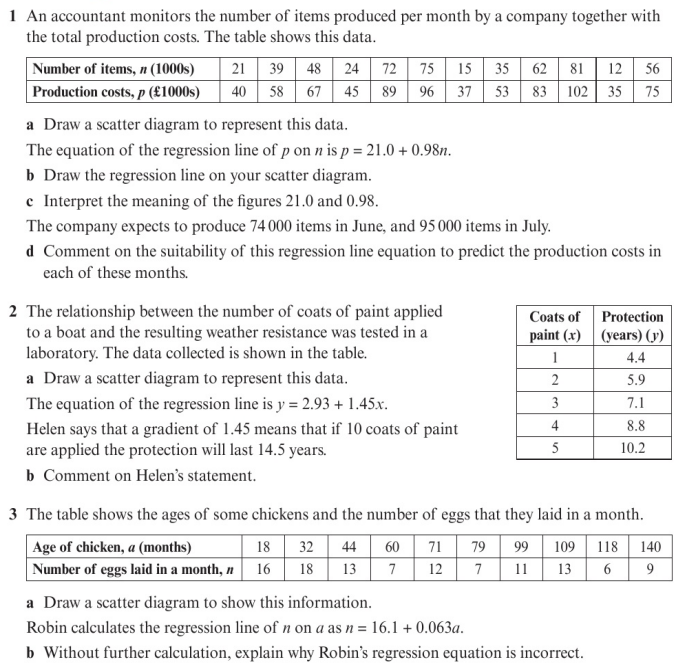 1 An accountant monitors the number of items produced per month by a company together with
the total production costs. The table shows this data.
Number of items, n (1000s) 21 39 48 24 72 75 15 35 62 81 12 56
Production costs, p (£1000s) 40 58 67 45 89 96 37 53 83 102 35 75
a Draw a scatter diagram to represent this data.
The equation of the regression line of p on n is p = 21.0 + 0.98n.
b Draw the regression line on your scatter diagram.
c Interpret the meaning of the figures 21.0 and 0.98.
The company expects to produce 74 000 items in June, and 95 000 items in July.
d Comment on the suitability of this regression line equation to predict the production costs in
each of these months.
2 The relationship between the number of coats of paint applied
to a boat and the resulting weather resistance was tested in a
laboratory. The data collected is shown in the table.
a Draw a scatter diagram to represent this data.
The equation of the regression line is y = 2.93 + 1.45x.
Helen says that a gradient of 1.45 means that if 10 coats of paint
are applied the protection will last 14.5 years.
b Comment on Helen's statement.
Coats of Protection
paint (x) (years) (y)
1 4.4
2 5.9
3 7.1
4 8.8
5 10.2
3 The table shows the ages of some chickens and the number of eggs that they laid in a month.
Age of chicken, a (months) 18 32 44 60 71 79 99 109 118 140
Number of eggs laid in a month, n 16 18 13 7 12 7 11 13 6 9
a Draw a scatter diagram to show this information.
Robin calculates the regression line of n on a as n = 16.1 + 0.063a.
b Without further calculation, explain why Robin's regression equation is incorrect.